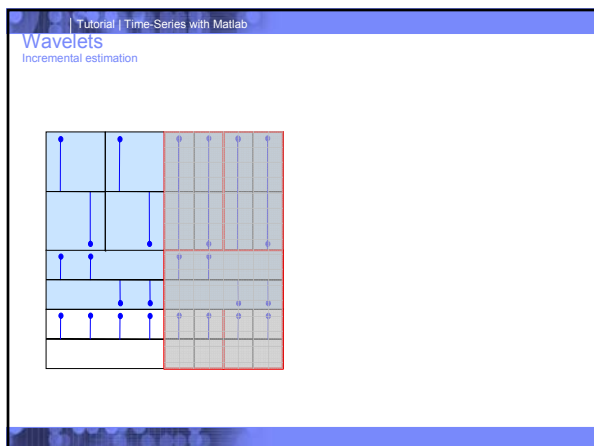 Tutorial | Time-Series with Matlab
Wavelets
Incremental estimation